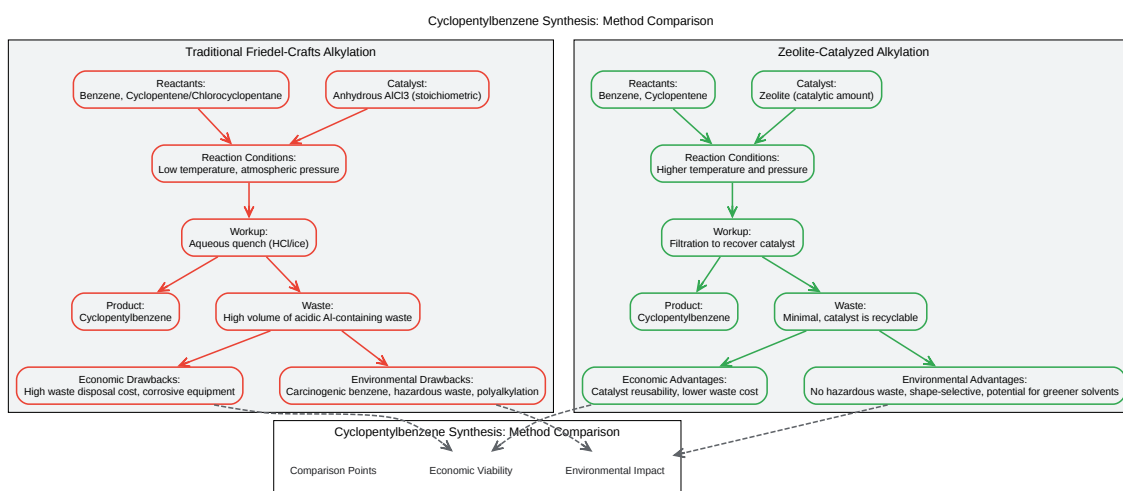 Cyclopentylbenzene Synthesis: Method Comparison
Traditional Friedel-Crafts Alkylation
Reactants:
Benzene, Cyclopentene/Chlorocyclopentane
Catalyst:
Anhydrous AlCl3 (stoichiometric)
Reaction Conditions:
Low temperature, atmospheric pressure
Workup:
Aqueous quench (HCl/ice)
Product:
Cyclopentylbenzene
Waste:
High volume of acidic Al-containing waste
Economic Drawbacks:
High waste disposal cost, corrosive equipment
Environmental Drawbacks:
Carcinogenic benzene, hazardous waste, polyalkylation
Zeolite-Catalyzed Alkylation
Reactants:
Benzene, Cyclopentene
Catalyst:
Zeolite (catalytic amount)
Reaction Conditions:
Higher temperature and pressure
Workup:
Filtration to recover catalyst
Product:
Cyclopentylbenzene
Waste:
Minimal, catalyst is recyclable
Economic Advantages:
Catalyst reusability, lower waste cost
Environmental Advantages:
No hazardous waste, shape-selective, potential for greener solvents
Cyclopentylbenzene Synthesis: Method Comparison
Comparison Points
Economic Viability
Environmental Impact